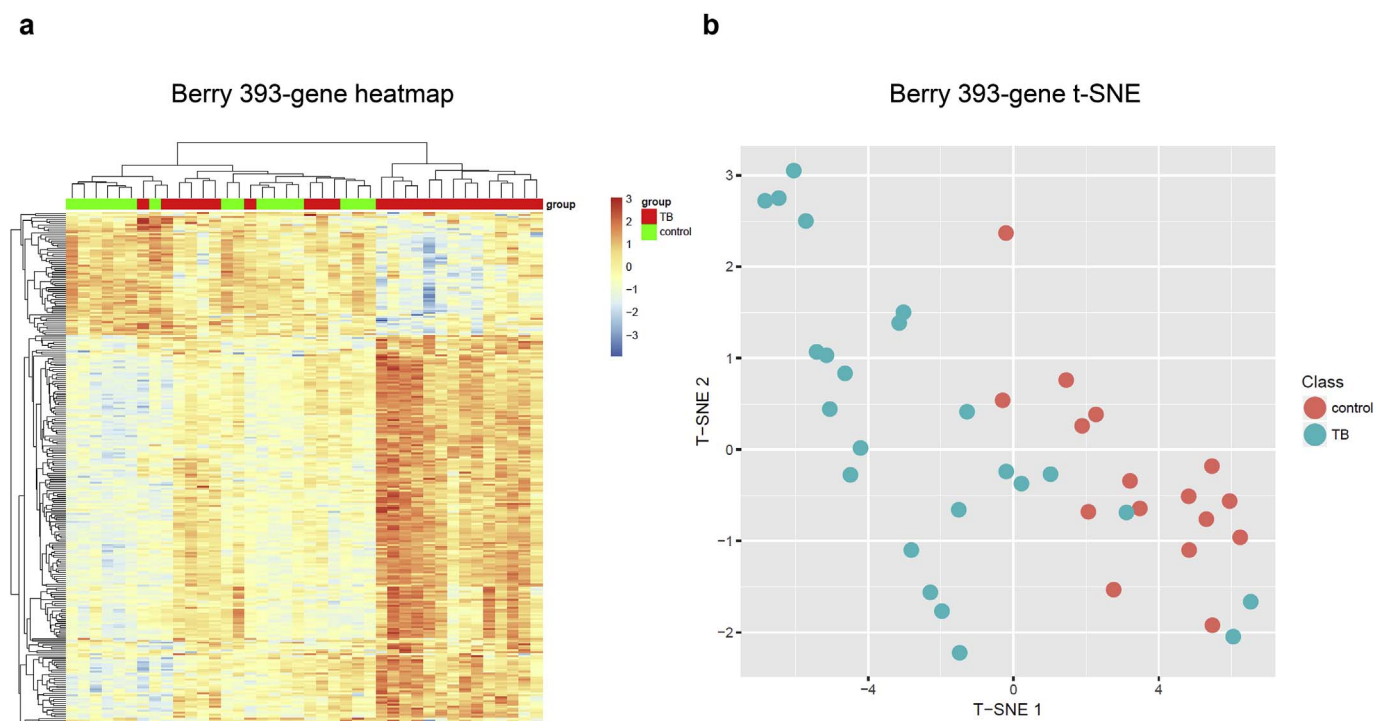 a
b
Berry 393-gene heatmap
Berry 393-gene t-SNE
group
3
2
1
0
−1
−2
−3
group
TB
control
3
2
1
0
−1
−2
T−SNE 2
−4
0
4
T−SNE 1
Class
control
TB